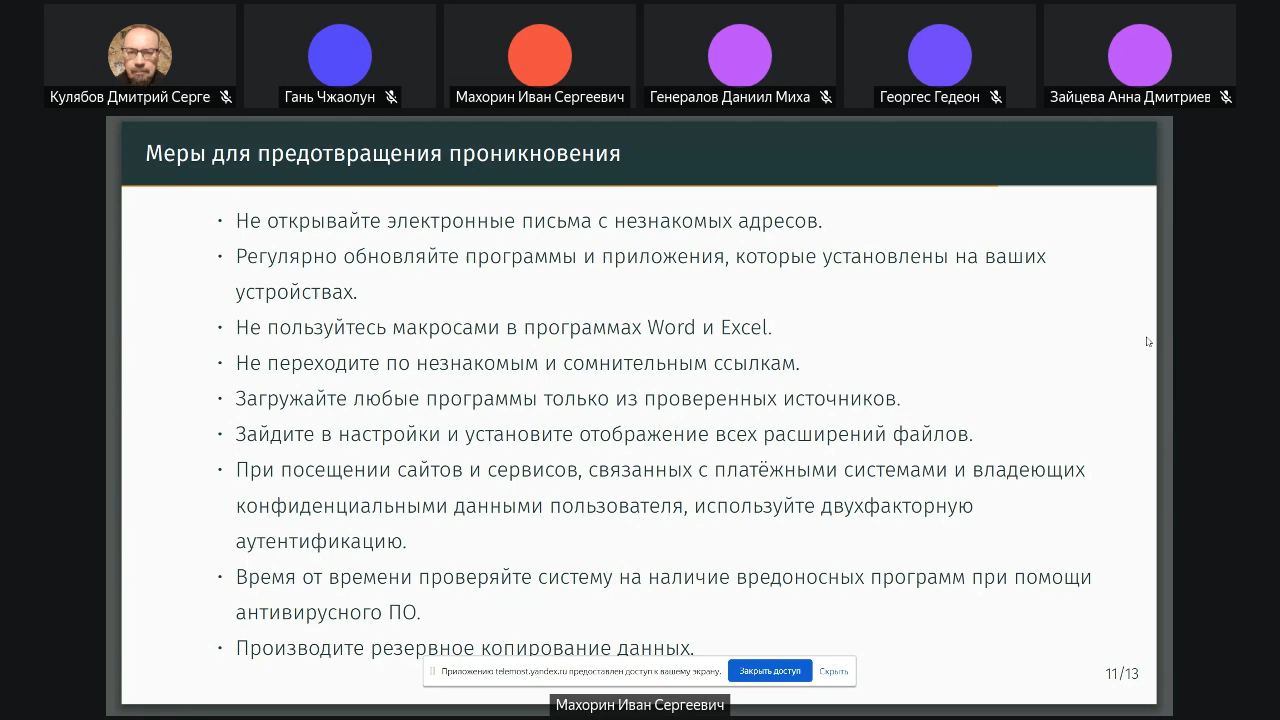 Кулябов Дмитрий Серге
Гань Чжаолун
Махорин Иван Сергеевич
Генералов Даниил Миха
Георгес Гедеон
Зайцева Анна Дмитриев
Меры для предотвращения проникновения
• Не открывайте электронные письма с незнакомых адресов.
• Регулярно обновляйте программы и приложения, которые установлены на ваших
устройствах.
• Не пользуйтесь макросами в программах Word и Excel.
• Не переходите по незнакомым и сомнительным ссылкам.
• Загружайте любые программы только из проверенных источников.
• Зайдите в настройки и установите отображение всех расширений файлов.
• При посещении сайтов и сервисов, связанных с платёжными системами и владеющих
конфиденциальными данными пользователя, используйте двухфакторную
аутентификацию.
• Время от времени проверяйте систему на наличие вредоносных программ при помощи
антивирусного ПО.
• Производите резервное копирование данных.
Приложению telemost.yandex.ru предоставлен доступ к вашему экрану.
Закрыть доступ
Скрыть
11/13
Махорин Иван Сергеевич